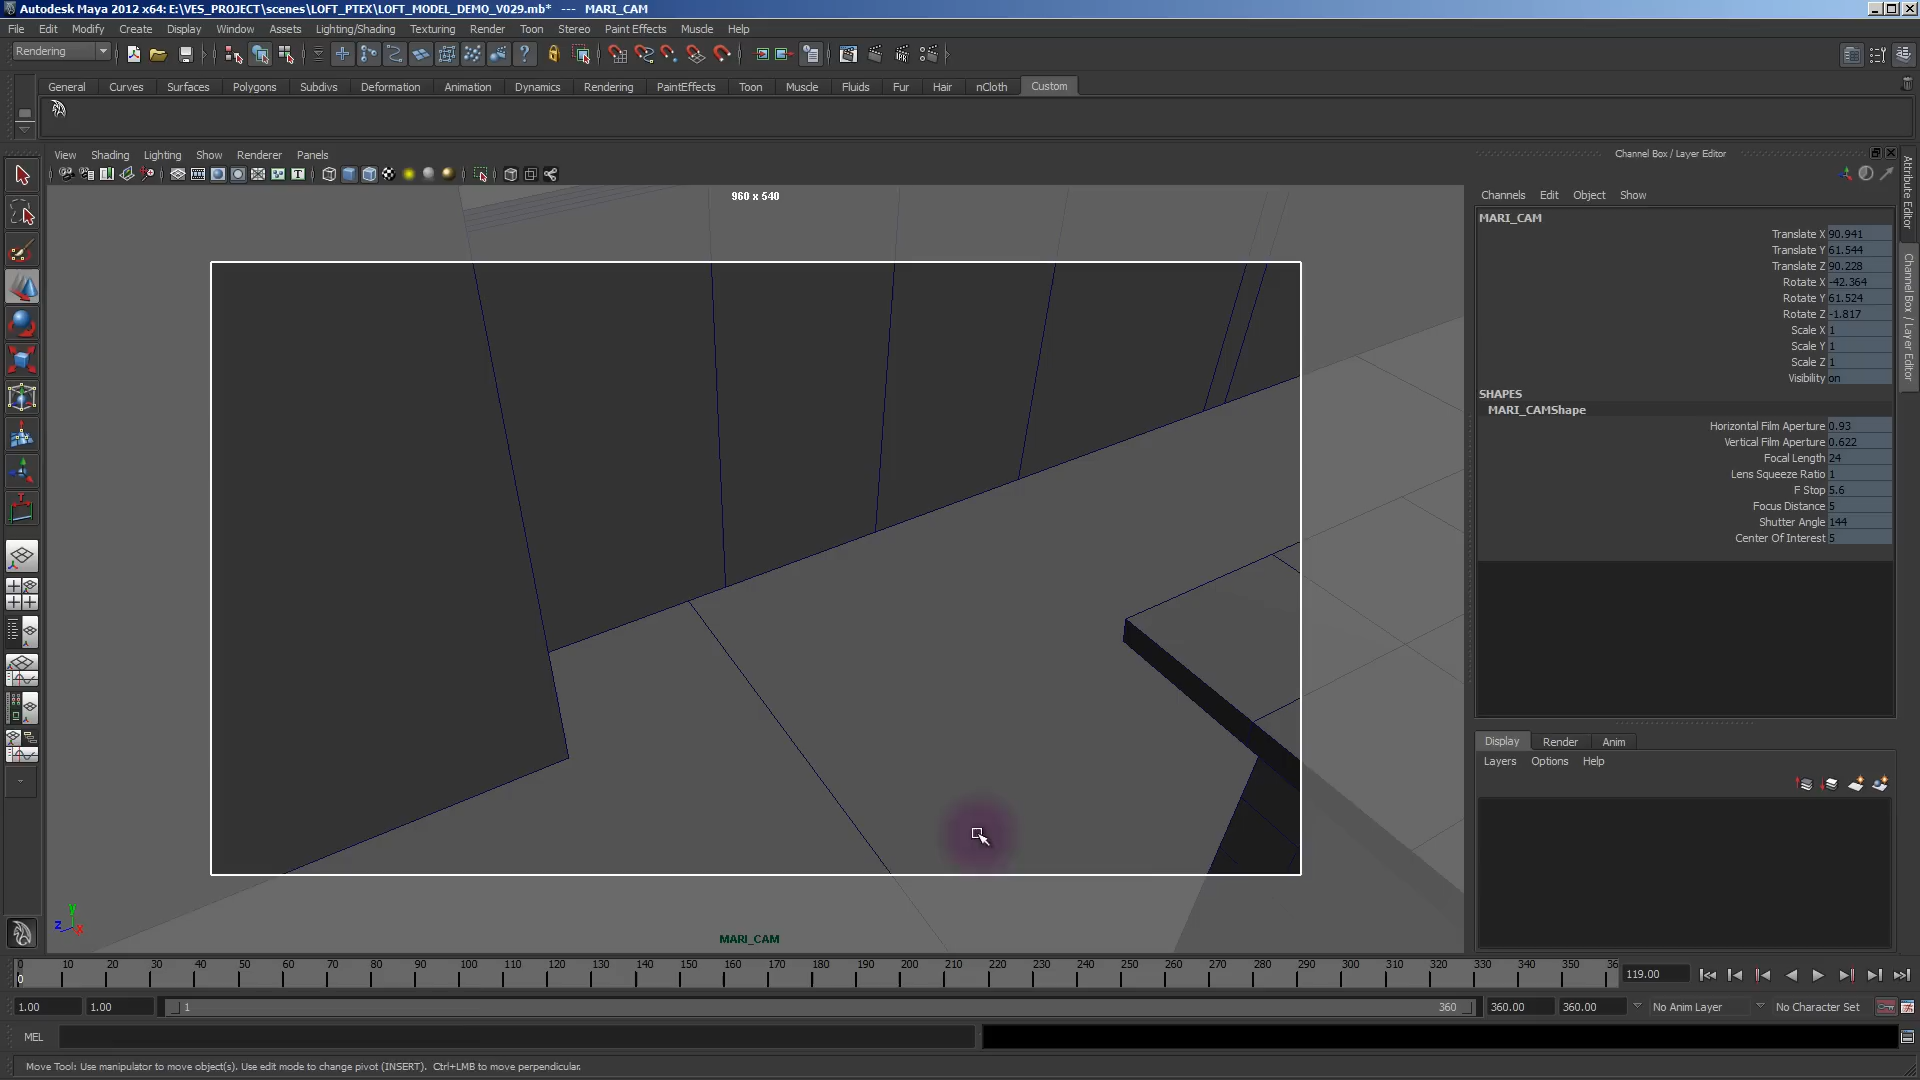 Autodesk Maya 2012 x64: E:\VES_PROJECT\scenes\LOFT_PTEX\LOFT_MODEL_DEMO_V029.mb*   ---   MARI_CAM
File Edit Modify Create Display Window Assets Lighting/Shading Texturing Render Toon Stereo Paint Effects Muscle Help
Rendering
General Curves Surfaces Polygons Subdivs Deformation Animation Dynamics Rendering PaintEffects Toon Muscle Fluids Fur Hair nCloth Custom
View Shading Lighting Show Renderer Panels
960 x 540
MARI_CAM
Channel Box / Layer Editor
Channels Edit Object Show
MARI_CAM
Translate X 90.941
Translate Y 61.544
Translate Z 90.228
Rotate X -42.364
Rotate Y 61.524
Rotate Z -1.817
Scale X 1
Scale Y 1
Scale Z 1
Visibility on
SHAPES
MARI_CAMShape
Horizontal Film Aperture 0.93
Vertical Film Aperture 0.622
Focal Length 24
Lens Squeeze Ratio 1
F Stop 5.6
Focus Distance 5
Shutter Angle 144
Center Of Interest 5
Display Render Anim
Layers Options Help
Attribute Editor
Channel Box / Layer Editor
y
z x
0 10 20 30 40 50 60 70 80 90 100 110 120 130 140 150 160 170 180 190 200 210 220 230 240 250 260 270 280 290 300 310 320 330 340 350 36
0
119.00
1.00 1.00 1 360 360.00 360.00 No Anim Layer No Character Set
MEL
Move Tool: Use manipulator to move object(s). Use edit mode to change pivot (INSERT). Ctrl+LMB to move perpendicular.